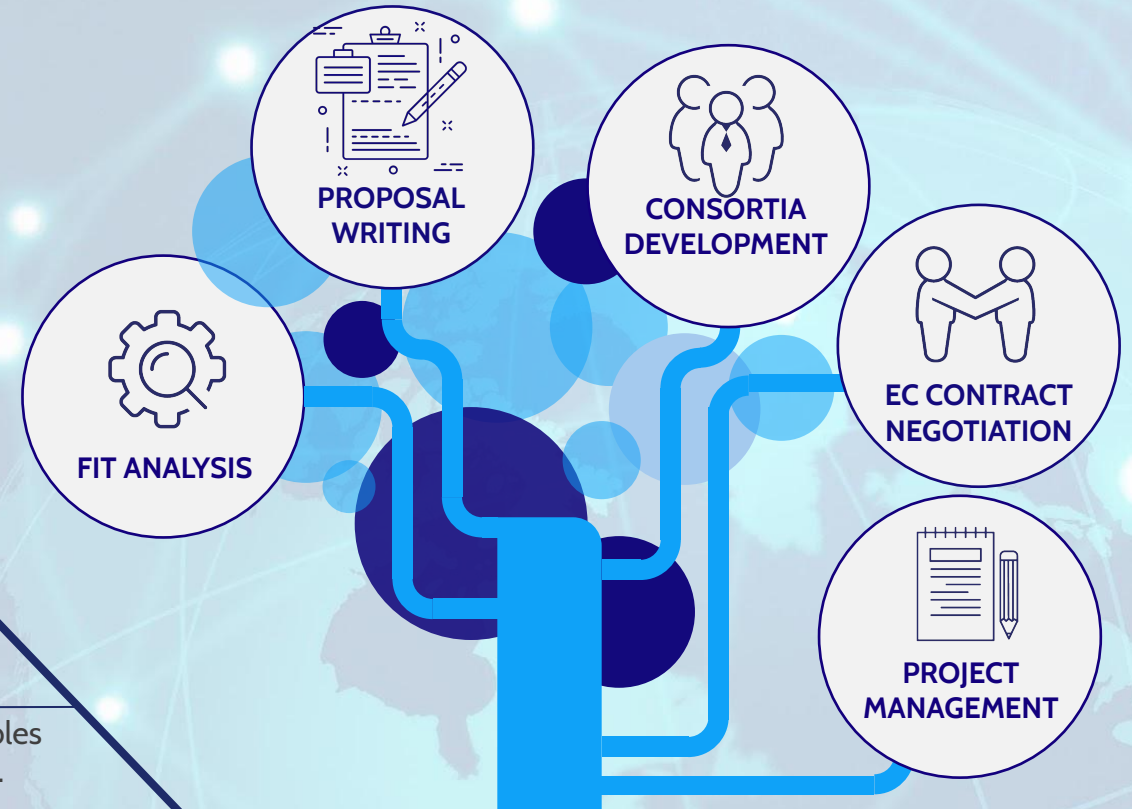 PROPOSAL
WRITING
CONSORTIA
DEVELOPMENT
EC CONTRACT
NEGOTIATION
FIT ANALYSIS
PROJECT
MANAGEMENT